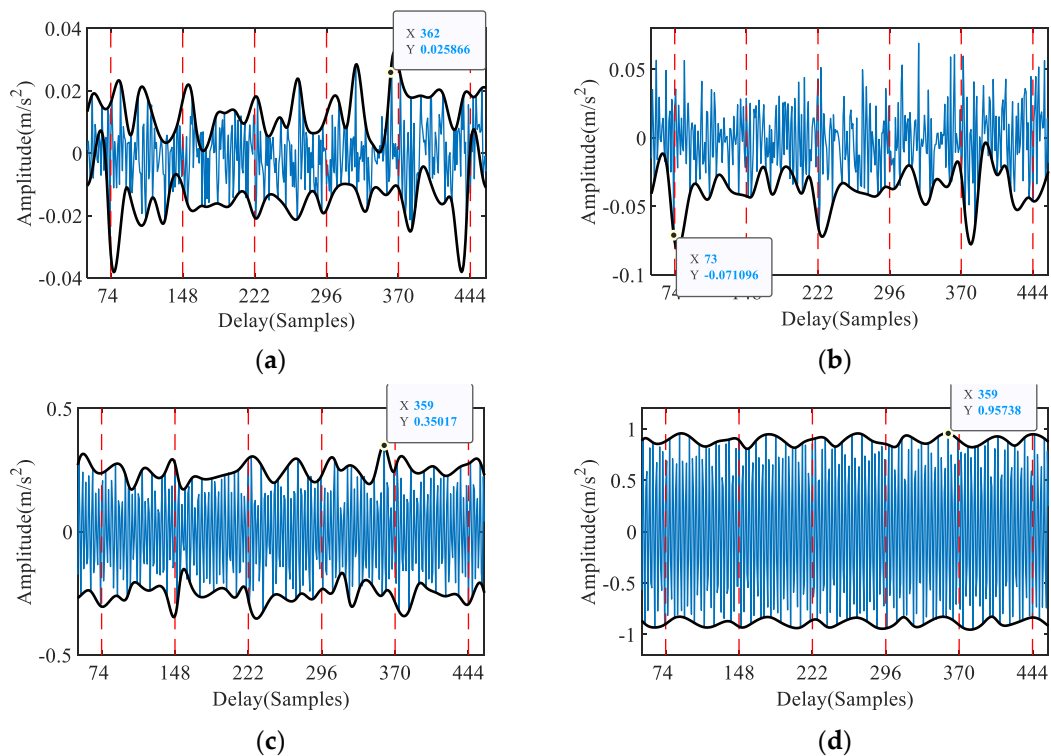 0.04
0.02
0
-0.02
-0.04
Amplitude(m/s²)
X 362
Y 0.025866
74 148 222 296 370 444
Delay(Samples)
(a)
0.05
0
-0.05
-0.1
Amplitude(m/s²)
X 73
Y -0.071096
74 222 296 370 444
Delay(Samples)
(b)
0.5
0
-0.5
Amplitude(m/s²)
X 359
Y 0.35017
74 148 222 296 370 444
Delay(Samples)
(c)
1
0.5
0
-0.5
-1
Amplitude(m/s²)
X 359
Y 0.95738
74 148 222 296 370 444
Delay(Samples)
(d)